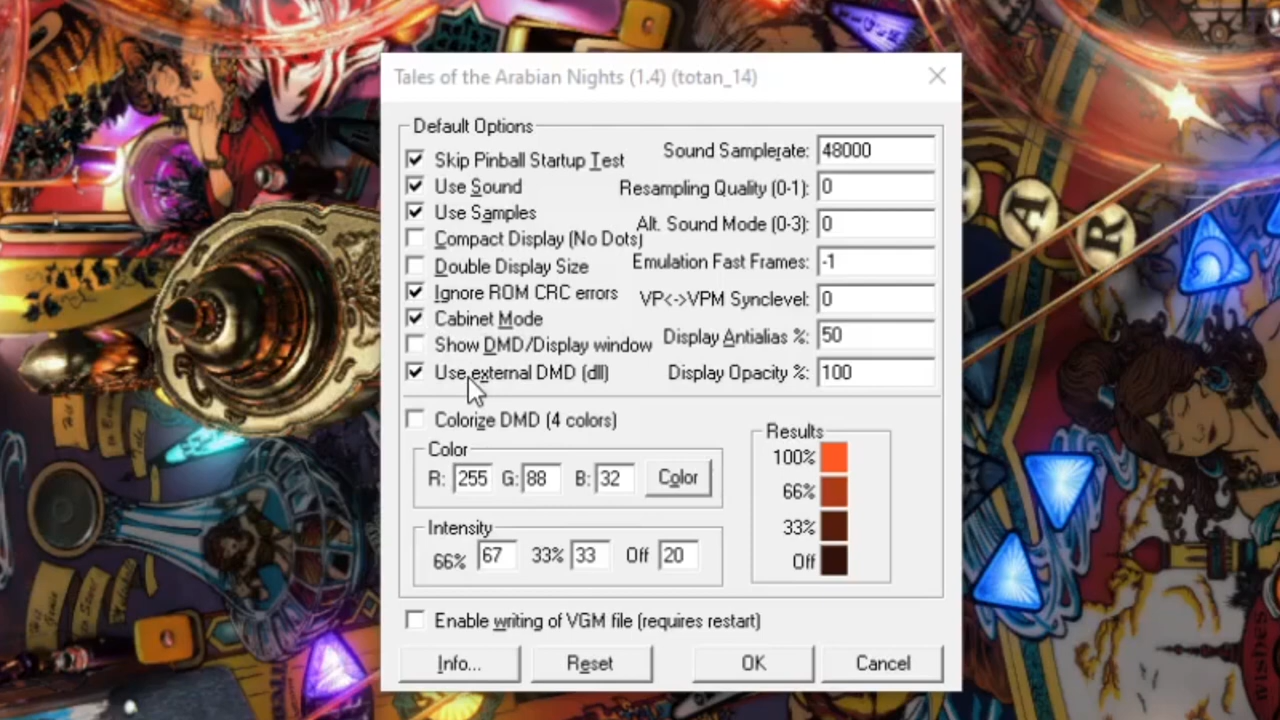 Tales of the Arabian Nights (1.4) (totan_14)
Default Options
Skip Pinball Startup Test
Use Sound
Use Samples
Compact Display (No Dots)
Double Display Size
Ignore ROM CRC errors
Cabinet Mode
Show DMD/Display window
Use external DMD (dll)
Sound Samplerate: 48000
Resampling Quality (0-1): 0
Alt. Sound Mode (0-3): 0
Emulation Fast Frames: -1
VP<->VPM Synclevel: 0
Display Antialias %: 50
Display Opacity %: 100
Colorize DMD (4 colors)
Color
R: 255 G: 88 B: 32 Color
Intensity
66% 67 33% 33 Off 20
Results
100%
66%
33%
Off
Enable writing of VGM file (requires restart)
Info... Reset OK Cancel
A
R
wishes